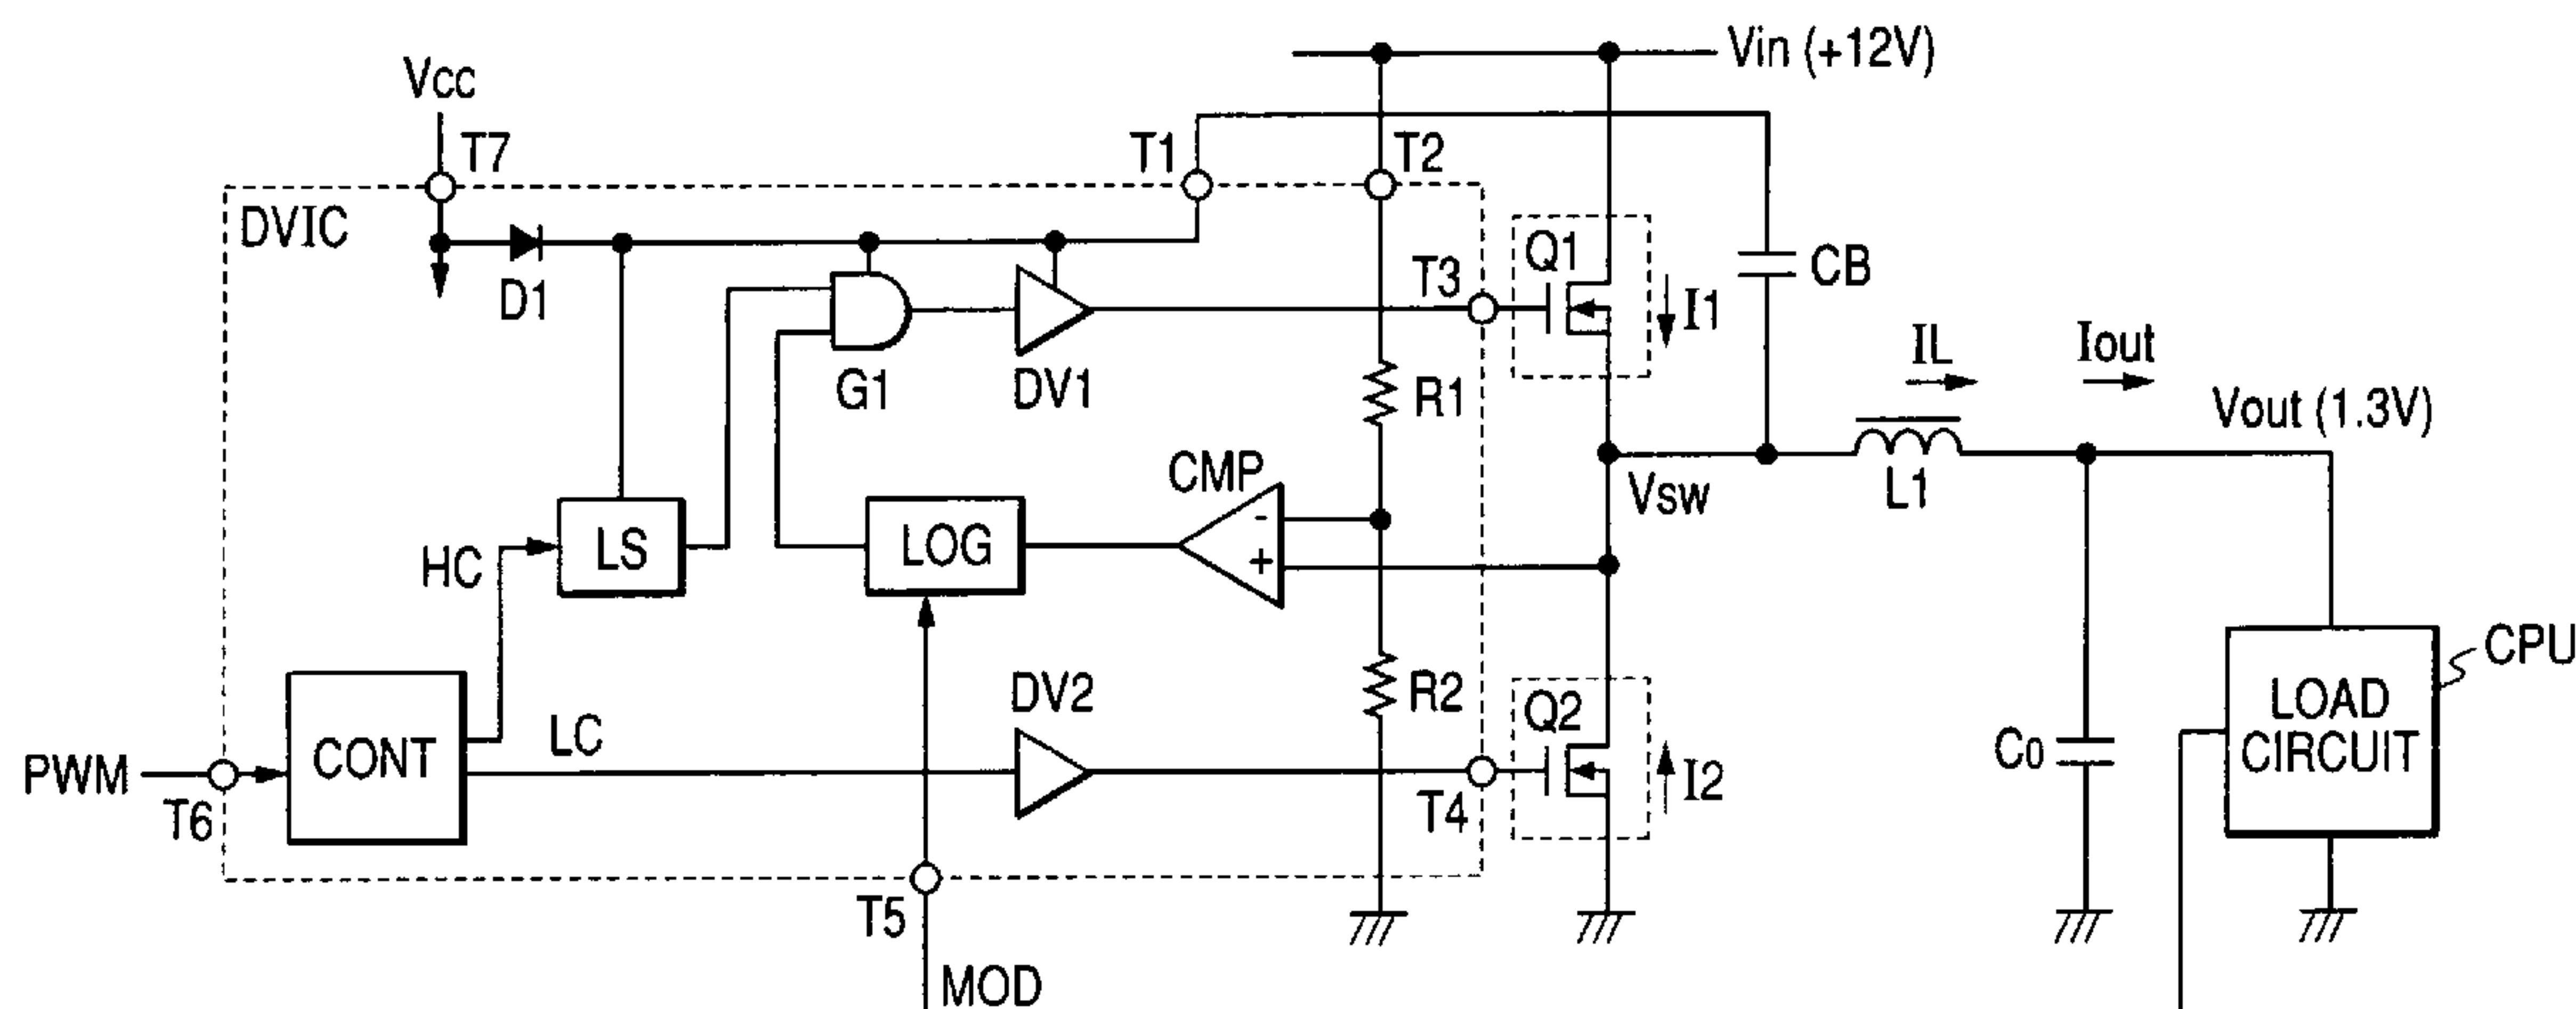 Vin (+12V)
Vcc
T7
T1
T2
DVIC
D1
G1
DV1
T3
Q1
I1
CB
R1
IL
Iout
Vout (1.3V)
L1
Vsw
CMP
-
+
LOG
LS
HC
CONT
LC
DV2
R2
Q2
I2
T4
PWM
T6
T5
MOD
C0
LOAD
CIRCUIT
CPU